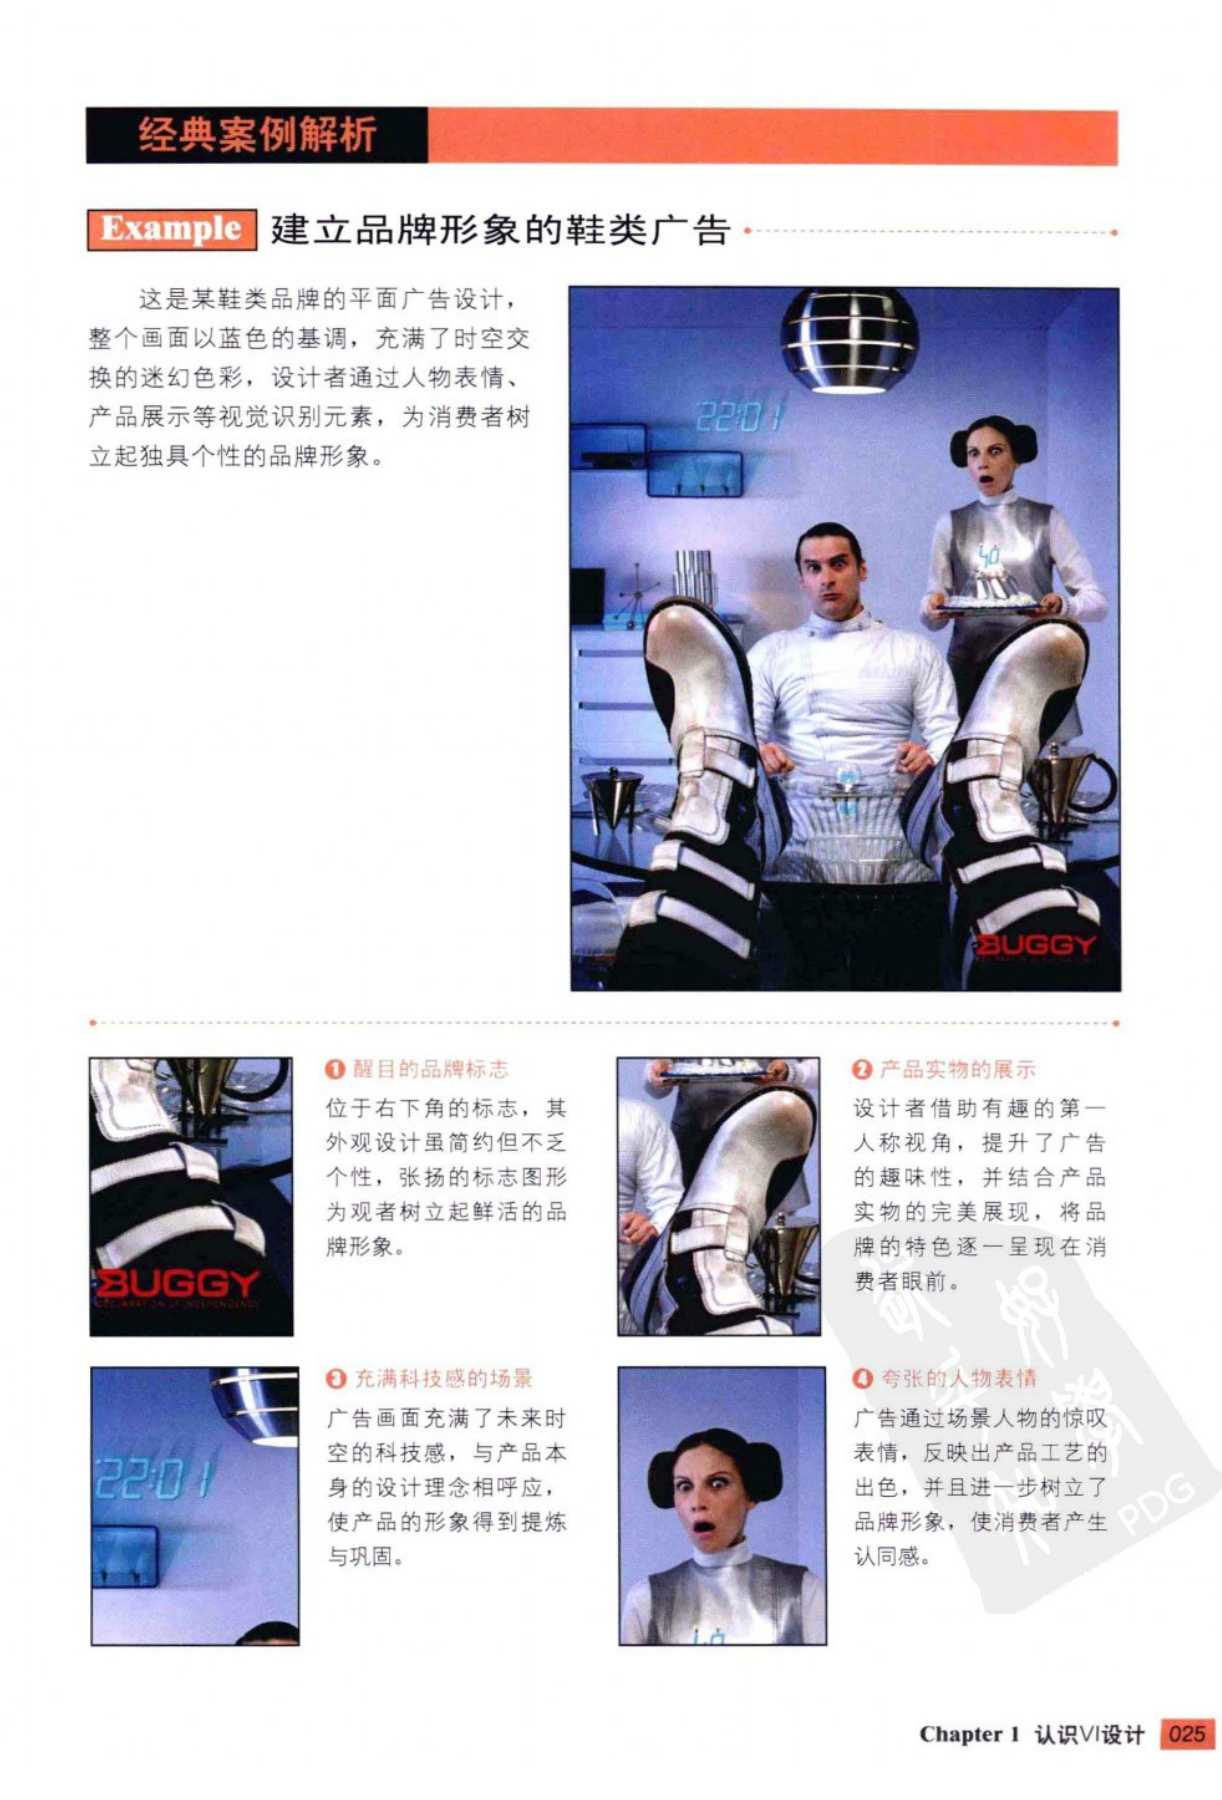 经典案例解析
Example 建立品牌形象的鞋类广告
这是某鞋类品牌的平面广告设计，
整个画面以蓝色的基调，充满了时空交
换的迷幻色彩，设计者通过人物表情、
产品展示等视觉识别元素，为消费者树
立起独具个性的品牌形象。
22:01
40
BUGGY
❶ 醒目的品牌标志
位于右下角的标志，其
外观设计虽简约但不乏
个性，张扬的标志图形
为观者树立起鲜活的品
牌形象。
BUGGY
DECLARATION OF INDEPENDENCY
❷ 产品实物的展示
设计者借助有趣的第一
人称视角，提升了广告
的趣味性，并结合产品
实物的完美展现，将品
牌的特色逐一呈现在消
费者眼前。
22:01
❸ 充满科技感的场景
广告画面充满了未来时
空的科技感，与产品本
身的设计理念相呼应，
使产品的形象得到提炼
与巩固。
❹ 夸张的人物表情
广告通过场景人物的惊叹
表情，反映出产品工艺的
出色，并且进一步树立了
品牌形象，使消费者产生
认同感。
PDG
Chapter 1 认识VI设计 025